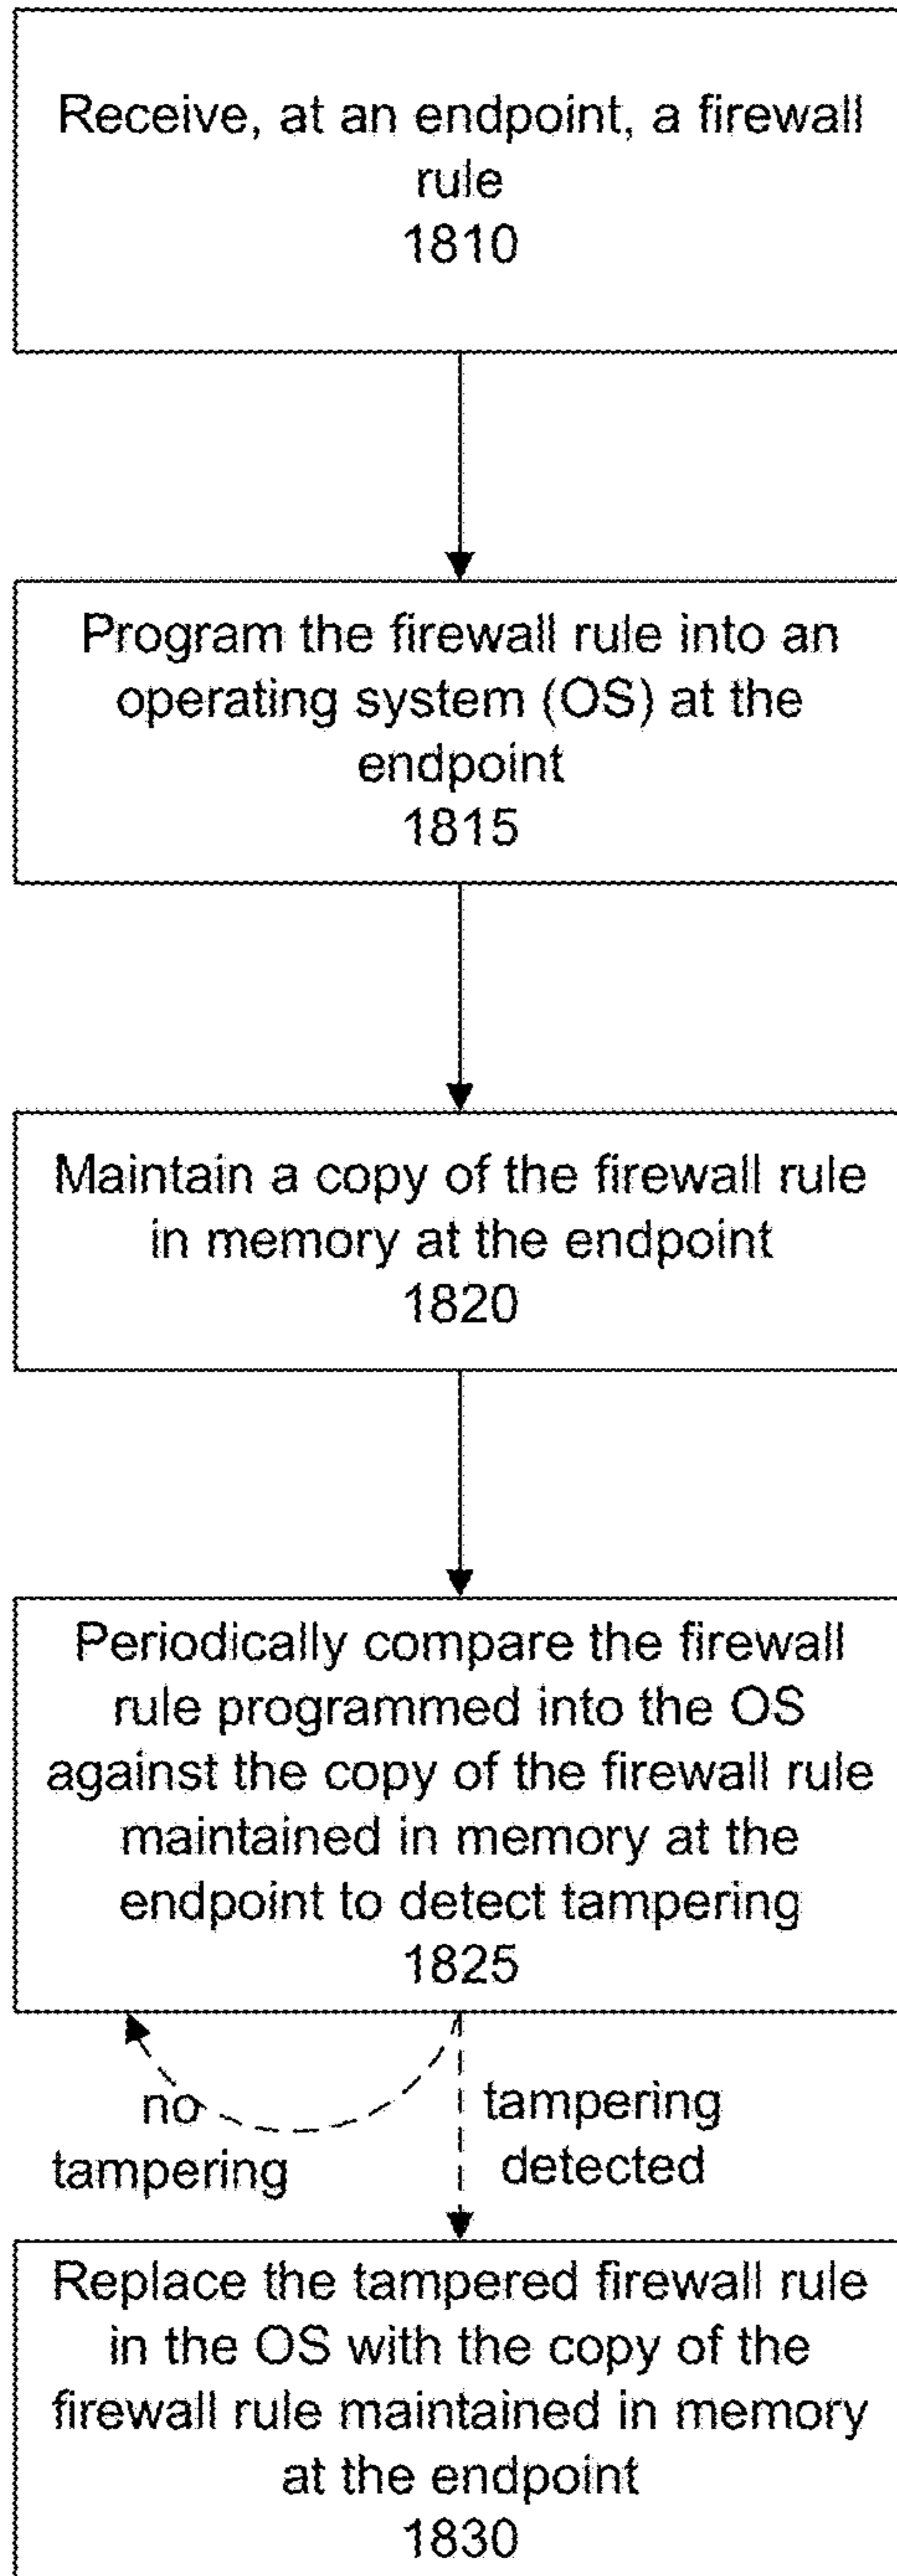 Receive, at an endpoint, a firewall
rule
1810
Program the firewall rule into an
operating system (OS) at the
endpoint
1815
Maintain a copy of the firewall rule
in memory at the endpoint
1820
Periodically compare the firewall
rule programmed into the OS
against the copy of the firewall rule
maintained in memory at the
endpoint to detect tampering
1825
no
tampering
tampering
detected
Replace the tampered firewall rule
in the OS with the copy of the
firewall rule maintained in memory
at the endpoint
1830